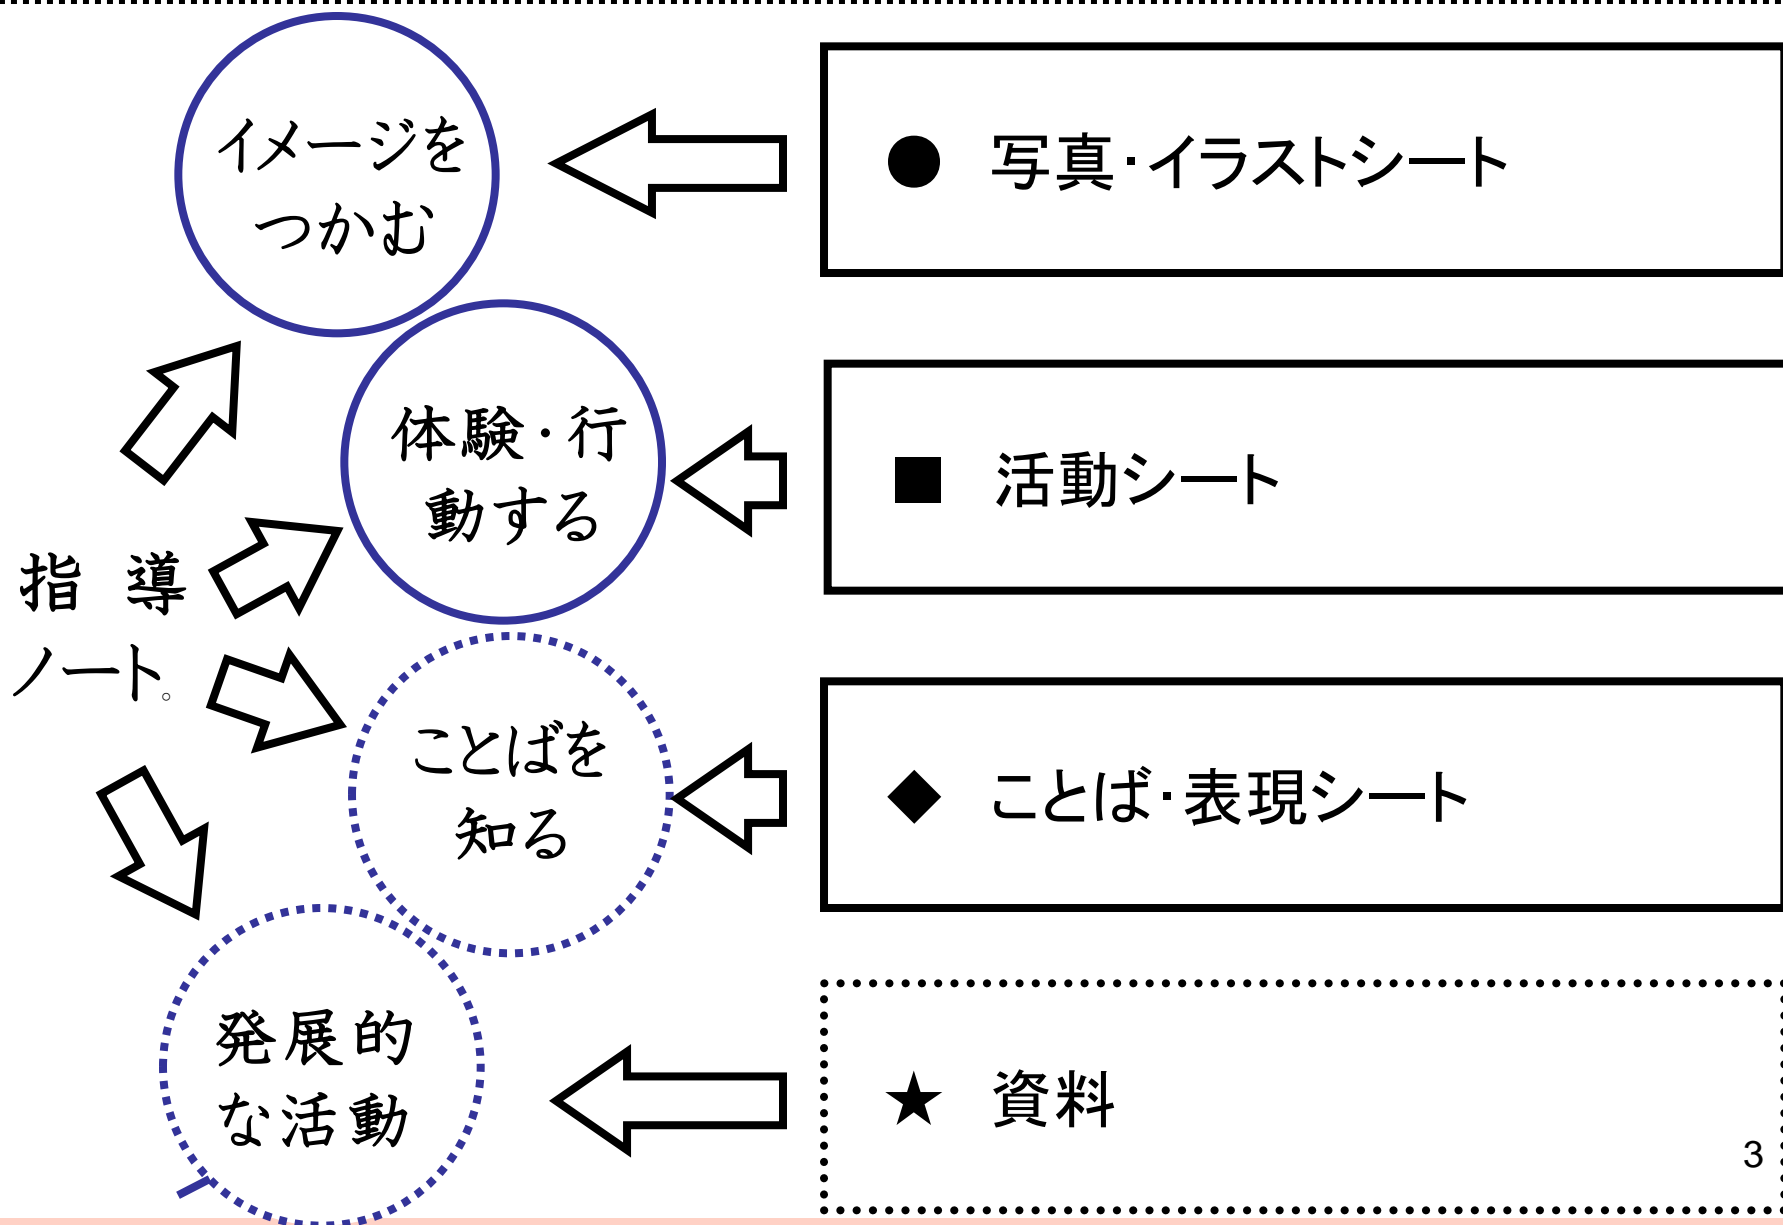 イメージを
つかむ
● 写真・イラストシート
体験・行
動する
■ 活動シート
指 導
ノート。
ことばを
知る
◆ ことば・表現シート
発展的
な活動
★ 資料
3